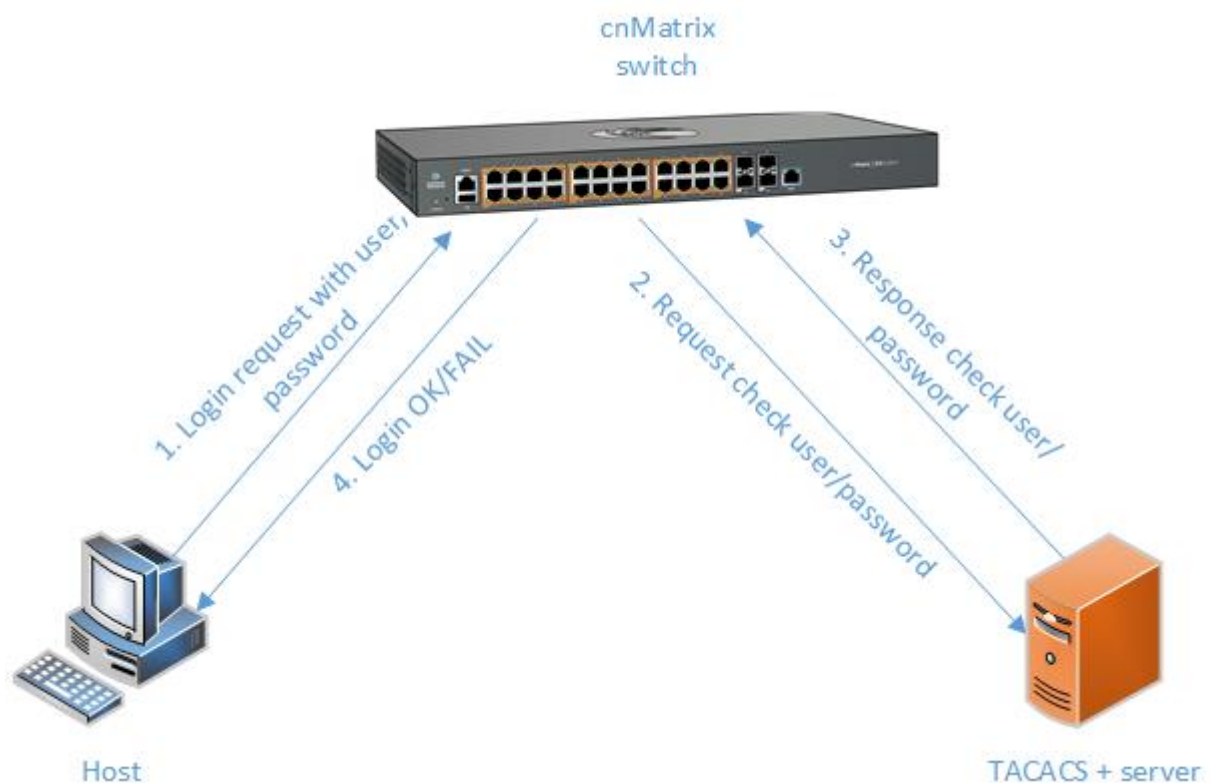 cnMatrix
switch
1. Login request with user,
password
4. Login OK/FAIL
2. Request check user/password
3. Response check user/
password
Host
TACACS + server